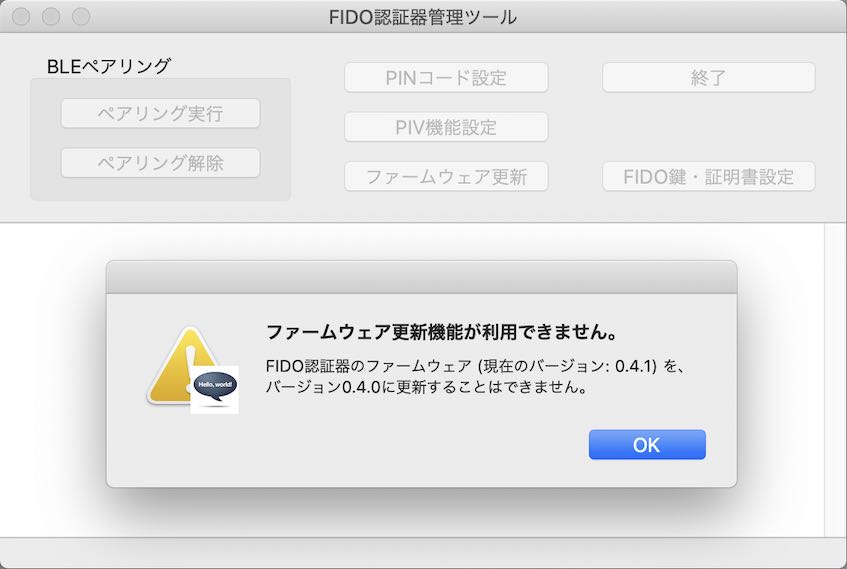 FIDO認証器管理ツール
BLEペアリング
ペアリング実行
ペアリング解除
PINコード設定
PIV機能設定
ファームウェア更新
終了
FIDO鍵・証明書設定
Hello, world!
ファームウェア更新機能が利用できません。
FIDO認証器のファームウェア (現在のバージョン: 0.4.1) を、
バージョン0.4.0に更新することはできません。
OK